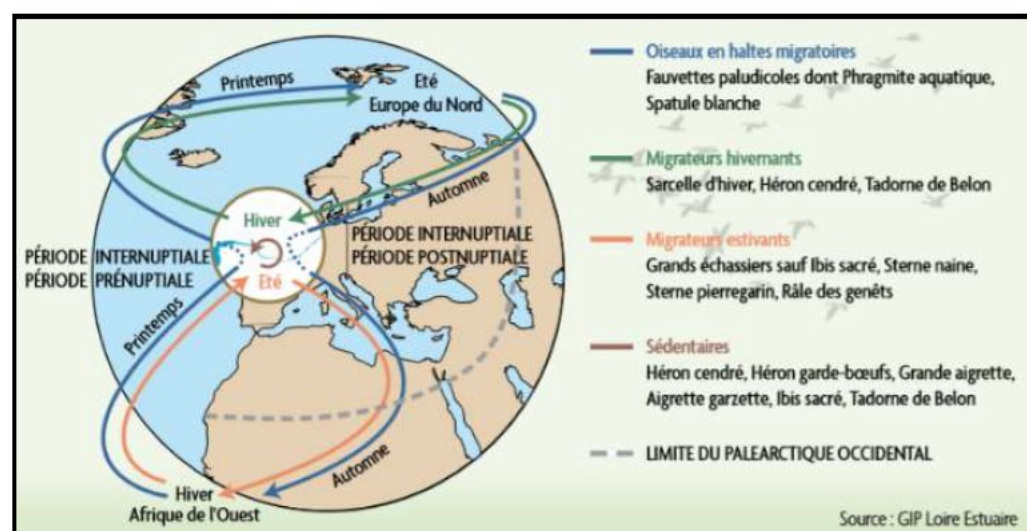 Printemps
Eté
Europe du Nord
Automne
Hiver
PÉRIODE INTERNUPTIALE
PÉRIODE PRÉNUPTIALE
PÉRIODE INTERNUPTIALE
PÉRIODE POSTNUPTIALE
Eté
Printemps
Automne
Hiver
Afrique de l'Ouest
Oiseaux en haltes migratoires
Fauvettes paludicoles dont Phragmite aquatique,
Spatule blanche
Migrateurs hivernants
Sarcelle d'hiver, Héron cendré, Tadorne de Belon
Migrateurs estivants
Grands échassiers sauf Ibis sacré, Sterne naine,
Sterne pierregarin, Râle des genêts
Sédentaires
Héron cendré, Héron garde-bœufs, Grande aigrette,
Aigrette garzette, Ibis sacré, Tadorne de Belon
LIMITE DU PALEARCTIQUE OCCIDENTAL
Source : GIP Loire Estuaire